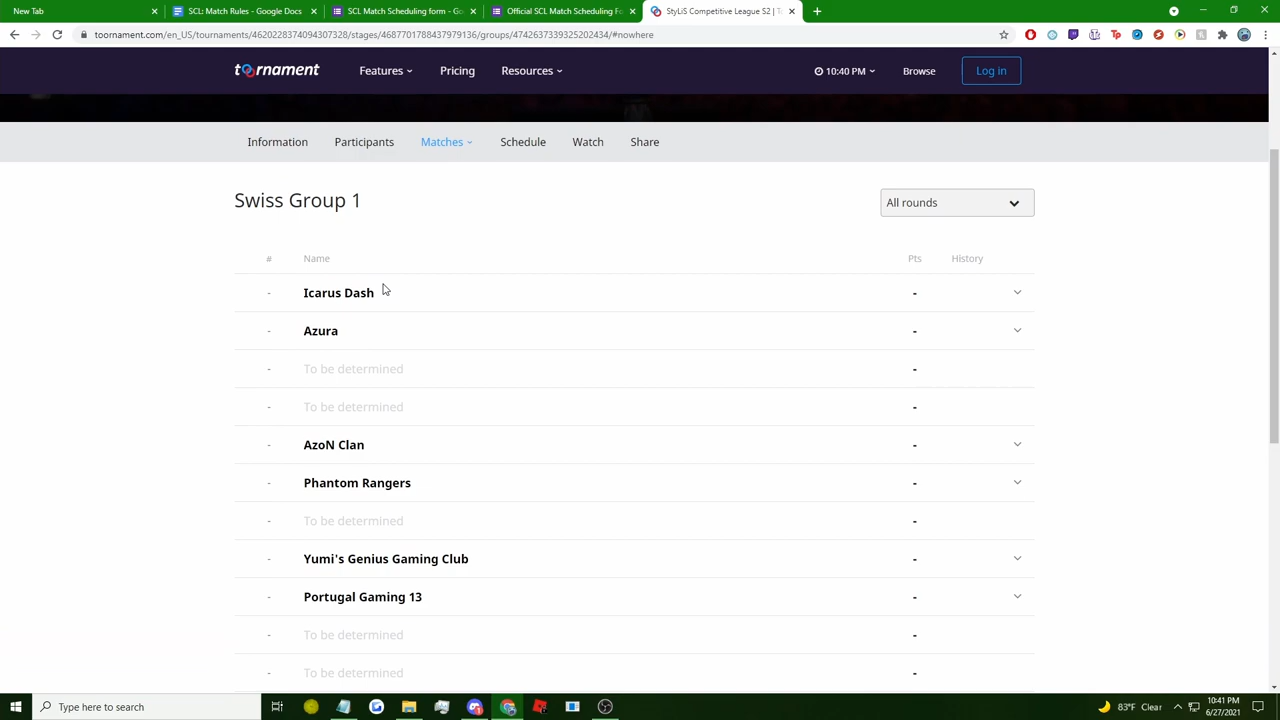 New Tab
SCL: Match Rules - Google Docs
SCL Match Scheduling form - Go
Official SCL Match Scheduling Fo
StyLiS Competitive League S2 | To
toornament.com/en_US/tournaments/4620228374094307328/stages/4687701788437979136/groups/4742637339325202434/#nowhere
toornament
Features
Pricing
Resources
10:40 PM
Browse
Log in
Information
Participants
Matches
Schedule
Watch
Share
Swiss Group 1
All rounds
# Name Pts History
- Icarus Dash -
- Azura -
- To be determined -
- To be determined -
- AzoN Clan -
- Phantom Rangers -
- To be determined -
- Yumi's Genius Gaming Club -
- Portugal Gaming 13 -
- To be determined -
- To be determined -
Type here to search
83°F Clear
10:41 PM
6/27/2021